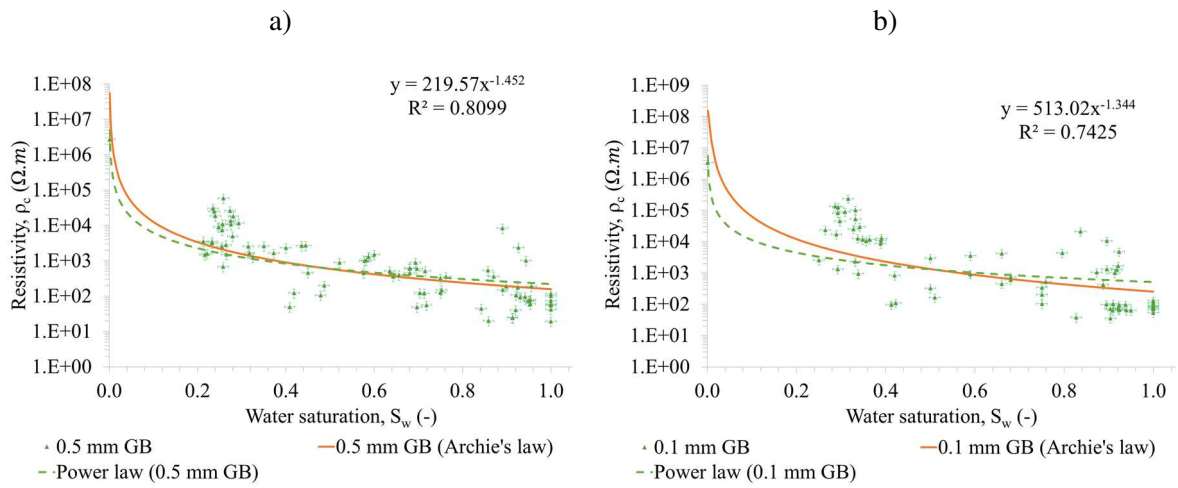 a)
y = 219.57x^-1.452
R² = 0.8099
Resistivity, ρc (Ω.m)
1.E+08
1.E+07
1.E+06
1.E+05
1.E+04
1.E+03
1.E+02
1.E+01
1.E+00
0.0 0.2 0.4 0.6 0.8 1.0
Water saturation, Sw (-)
0.5 mm GB
0.5 mm GB (Archie's law)
Power law (0.5 mm GB)
b)
y = 513.02x^-1.344
R² = 0.7425
Resistivity, ρc (Ω.m)
1.E+09
1.E+08
1.E+07
1.E+06
1.E+05
1.E+04
1.E+03
1.E+02
1.E+01
1.E+00
0.0 0.2 0.4 0.6 0.8 1.0
Water saturation, Sw (-)
0.1 mm GB
0.1 mm GB (Archie's law)
Power law (0.1 mm GB)